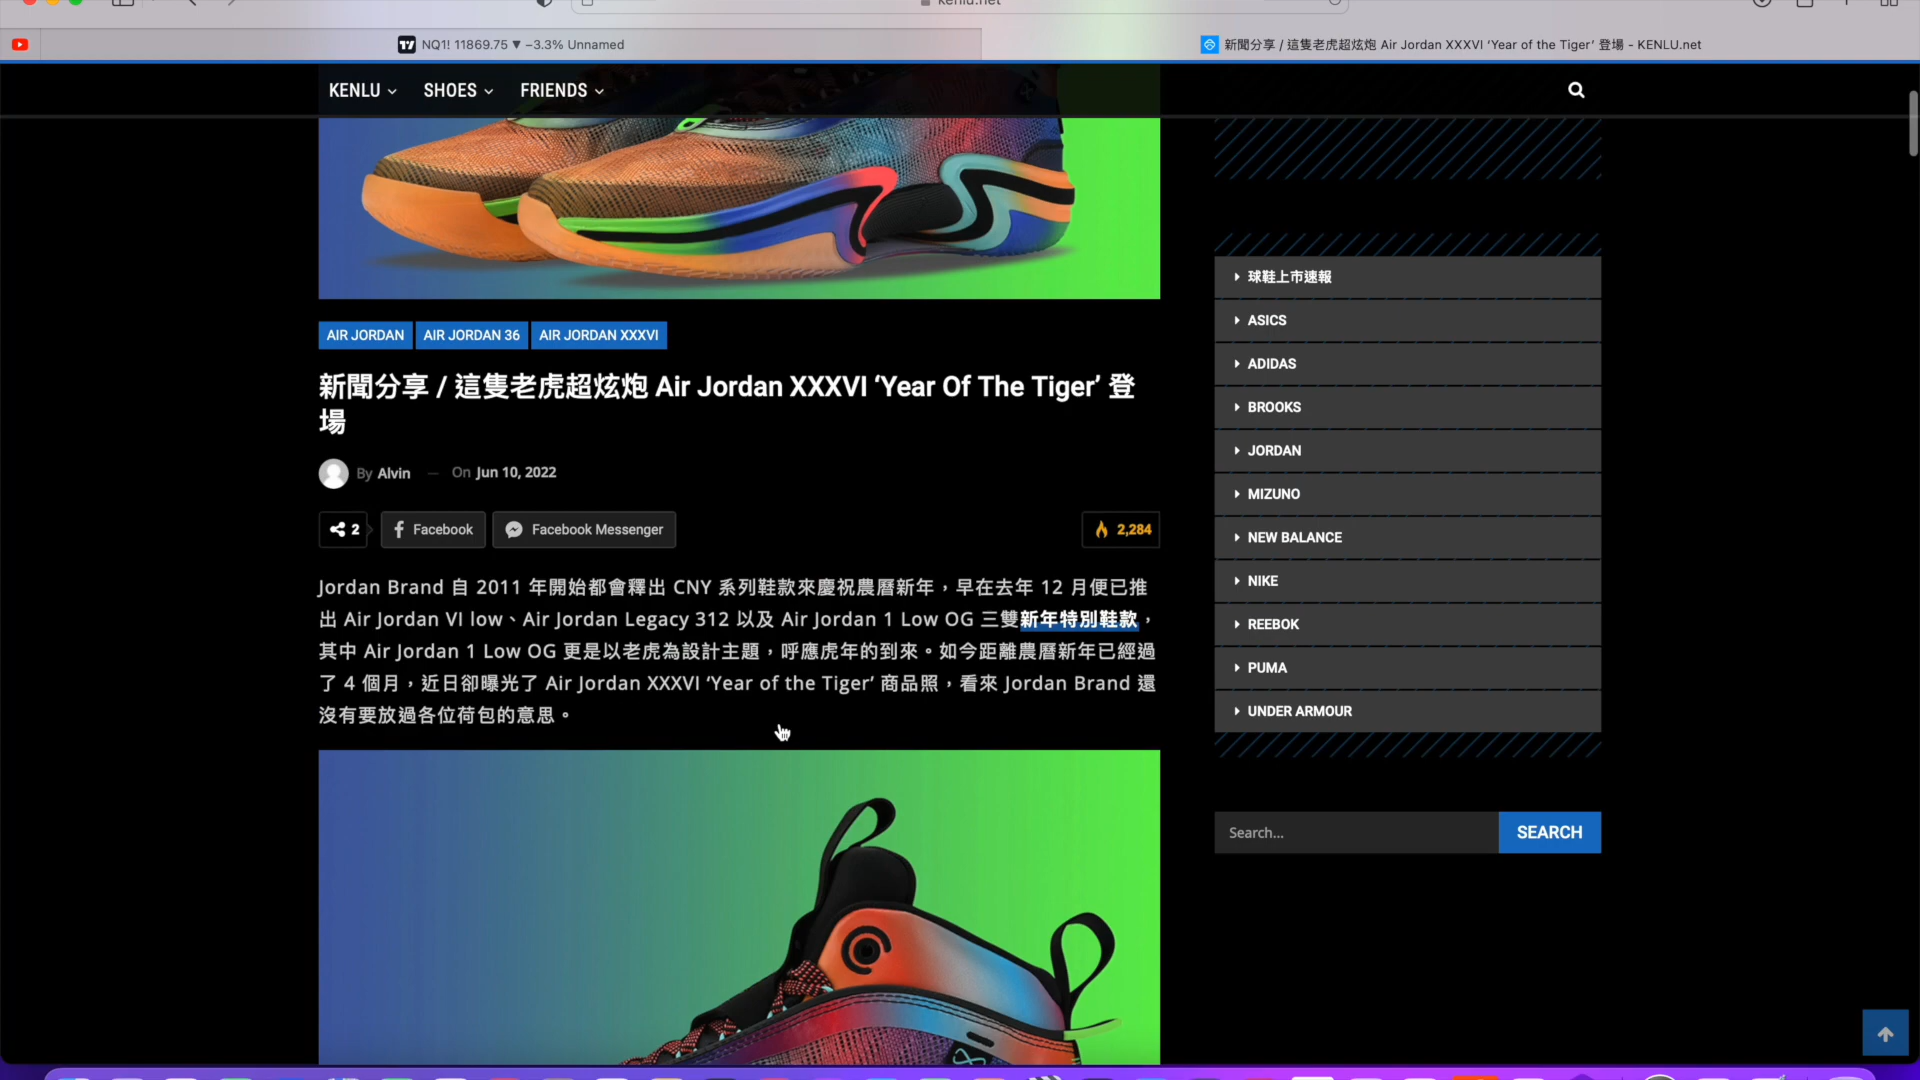 kenlu.net
NQ1! 11869.75 ▼ −3.3% Unnamed
新聞分享 / 這隻老虎超炫炮 Air Jordan XXXVI ‘Year of the Tiger’ 登場 - KENLU.net
KENLU
SHOES
FRIENDS
AIR JORDAN
AIR JORDAN 36
AIR JORDAN XXXVI
新聞分享 / 這隻老虎超炫炮 Air Jordan XXXVI ‘Year Of The Tiger’ 登
場
By Alvin — On Jun 10, 2022
2
Facebook
Facebook Messenger
2,284
Jordan Brand 自 2011 年開始都會釋出 CNY 系列鞋款來慶祝農曆新年，早在去年 12 月便已推
出 Air Jordan VI low、Air Jordan Legacy 312 以及 Air Jordan 1 Low OG 三雙新年特別鞋款，
其中 Air Jordan 1 Low OG 更是以老虎為設計主題，呼應虎年的到來。如今距離農曆新年已經過
了 4 個月，近日卻曝光了 Air Jordan XXXVI ‘Year of the Tiger’ 商品照，看來 Jordan Brand 還
沒有要放過各位荷包的意思。
球鞋上市速報
ASICS
ADIDAS
BROOKS
JORDAN
MIZUNO
NEW BALANCE
NIKE
REEBOK
PUMA
UNDER ARMOUR
Search...
SEARCH